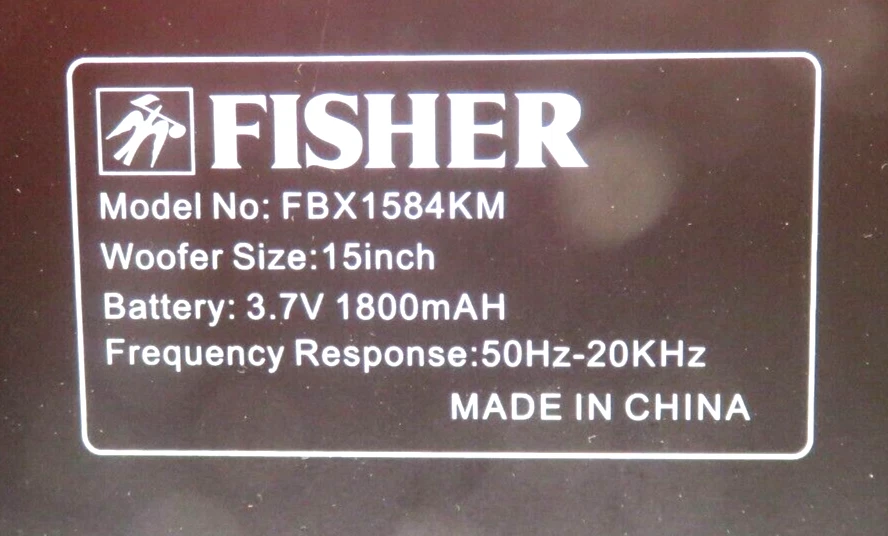 FISHER
Model No: FBX1584KM
Woofer Size:15inch
Battery: 3.7V 1800mAH
Frequency Response:50Hz-20KHz
MADE IN CHINA